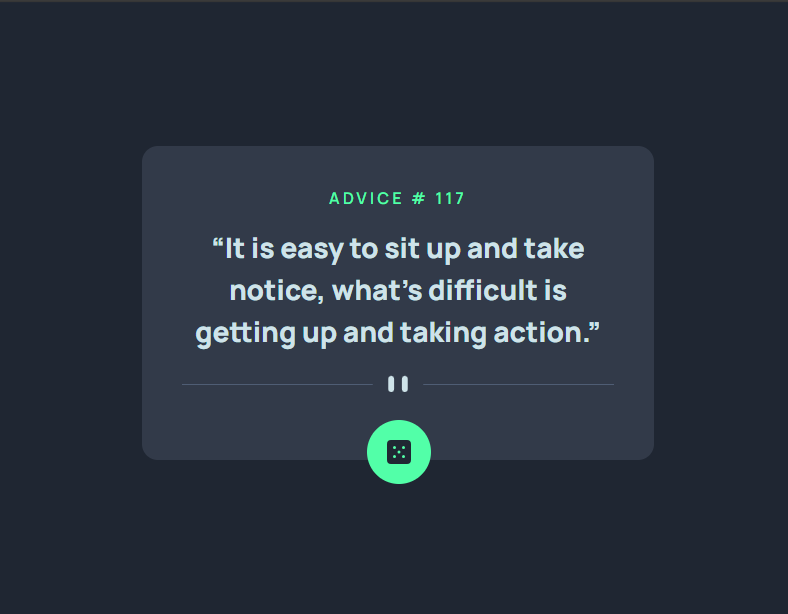 ADVICE # 117
“It is easy to sit up and take
notice, what’s difficult is
getting up and taking action.”